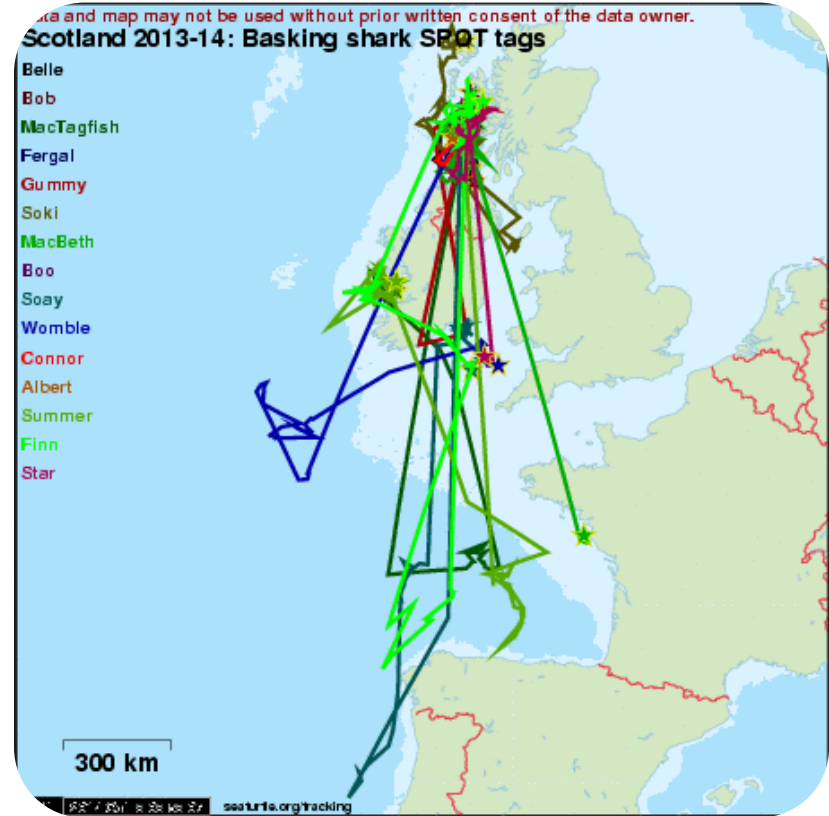 ata and map may not be used without prior written consent of the data owner.
Scotland 2013-14: Basking shark SPOT tags
Belle
Bob
MacTagfish
Fergal
Gummy
Soki
MacBeth
Boo
Soay
Womble
Connor
Albert
Summer
Finn
Star
300 km
seaturtle.org/tracking